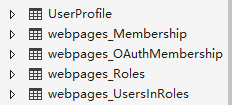 UserProfile
webpages_Membership
webpages_OAuthMembership
webpages_Roles
webpages_UsersInRoles